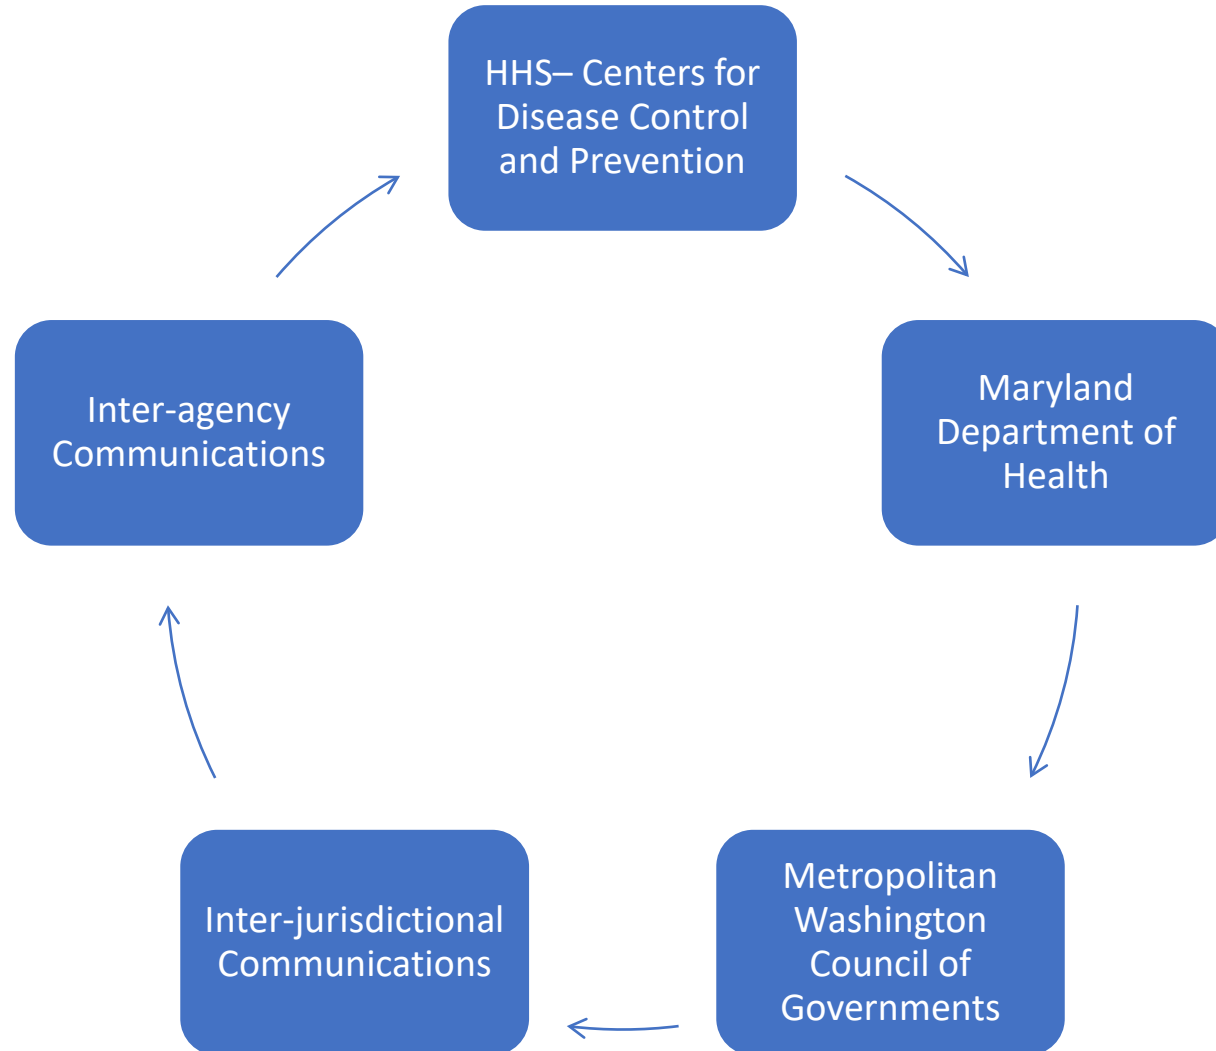 HHS– Centers for
Disease Control
and Prevention
Maryland
Department of
Health
Metropolitan
Washington
Council of
Governments
Inter-jurisdictional
Communications
Inter-agency
Communications